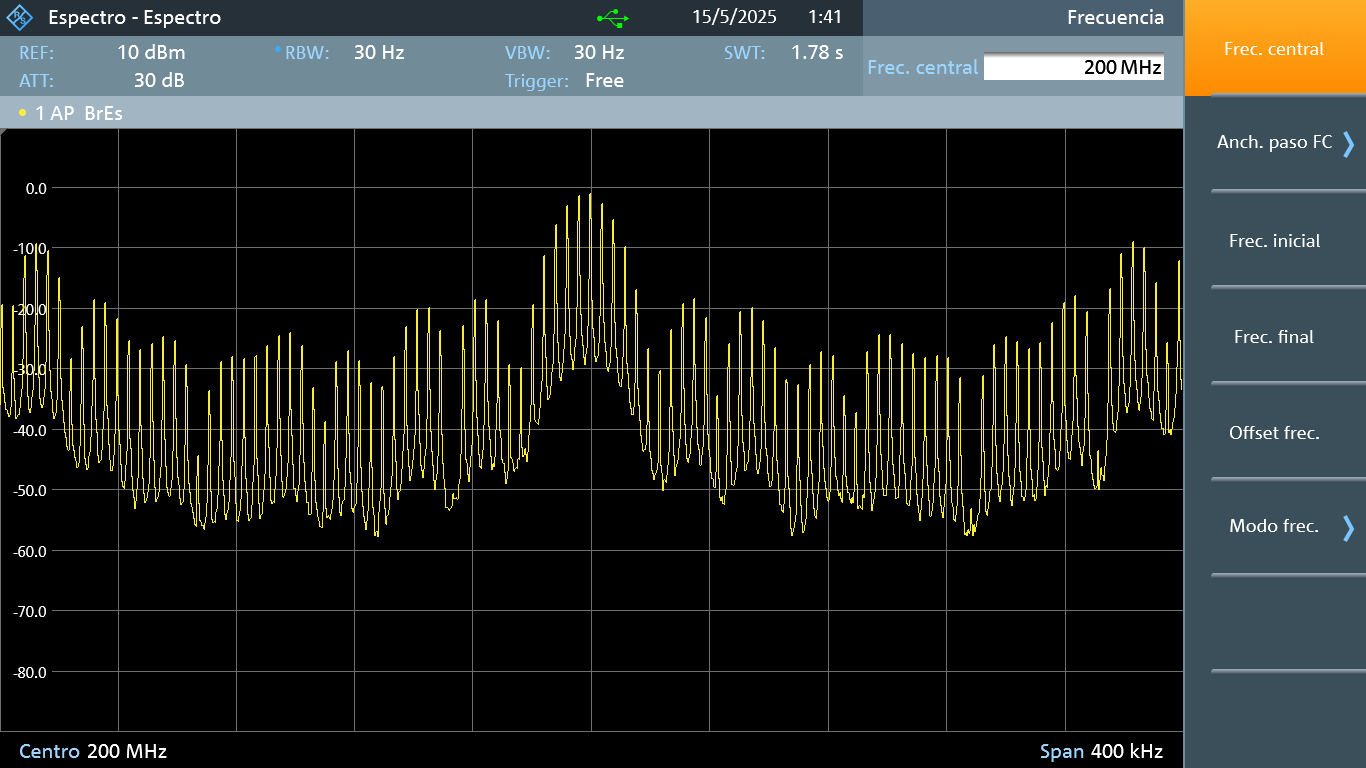 Espectro - Espectro 15/5/2025 1:41 Frecuencia
REF: 10 dBm RBW: 30 Hz VBW: 30 Hz SWT: 1.78 s
ATT: 30 dB Trigger: Free
Frec. central 200 MHz
1 AP BrEs
0.0
-10.0
-20.0
-30.0
-40.0
-50.0
-60.0
-70.0
-80.0
Centro 200 MHz Span 400 kHz
Frec. central
Anch. paso FC
Frec. inicial
Frec. final
Offset frec.
Modo frec.